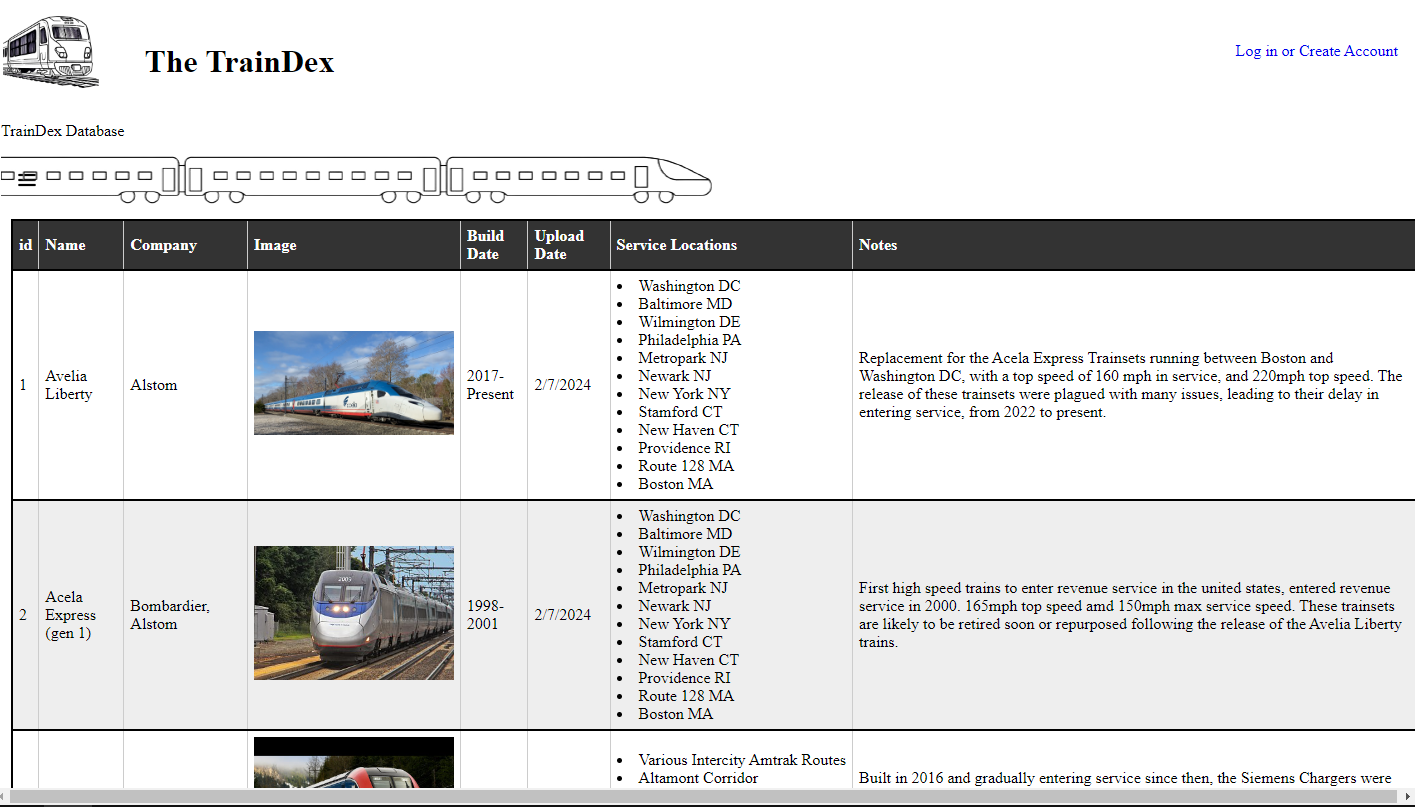 The TrainDex
Log in or Create Account
TrainDex Database
id Name Company Image Build Date Upload Date Service Locations Notes
1
Avelia
Liberty
Alstom
2017-
Present
2/7/2024
Washington DC
Baltimore MD
Wilmington DE
Philadelphia PA
Metropark NJ
Newark NJ
New York NY
Stamford CT
New Haven CT
Providence RI
Route 128 MA
Boston MA
Replacement for the Acela Express Trainsets running between Boston and
Washington DC, with a top speed of 160 mph in service, and 220mph top speed. The
release of these trainsets were plagued with many issues, leading to their delay in
entering service, from 2022 to present.
2
Acela
Express
(gen 1)
Bombardier,
Alstom
2009
1998-
2001
2/7/2024
Washington DC
Baltimore MD
Wilmington DE
Philadelphia PA
Metropark NJ
Newark NJ
New York NY
Stamford CT
New Haven CT
Providence RI
Route 128 MA
Boston MA
First high speed trains to enter revenue service in the united states, entered revenue
service in 2000. 165mph top speed amd 150mph max service speed. These trainsets
are likely to be retired soon or repurposed following the release of the Avelia Liberty
trains.
Various Intercity Amtrak Routes
Altamont Corridor
Built in 2016 and gradually entering service since then, the Siemens Chargers were